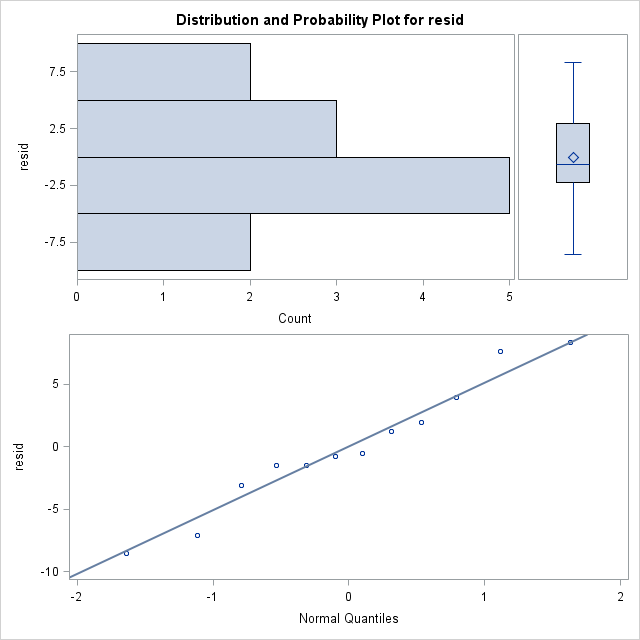 Distribution and Probability Plot for resid
7.5
2.5
-2.5
-7.5
resid
0 1 2 3 4 5
Count
5
0
-5
-10
resid
-2 -1 0 1 2
Normal Quantiles